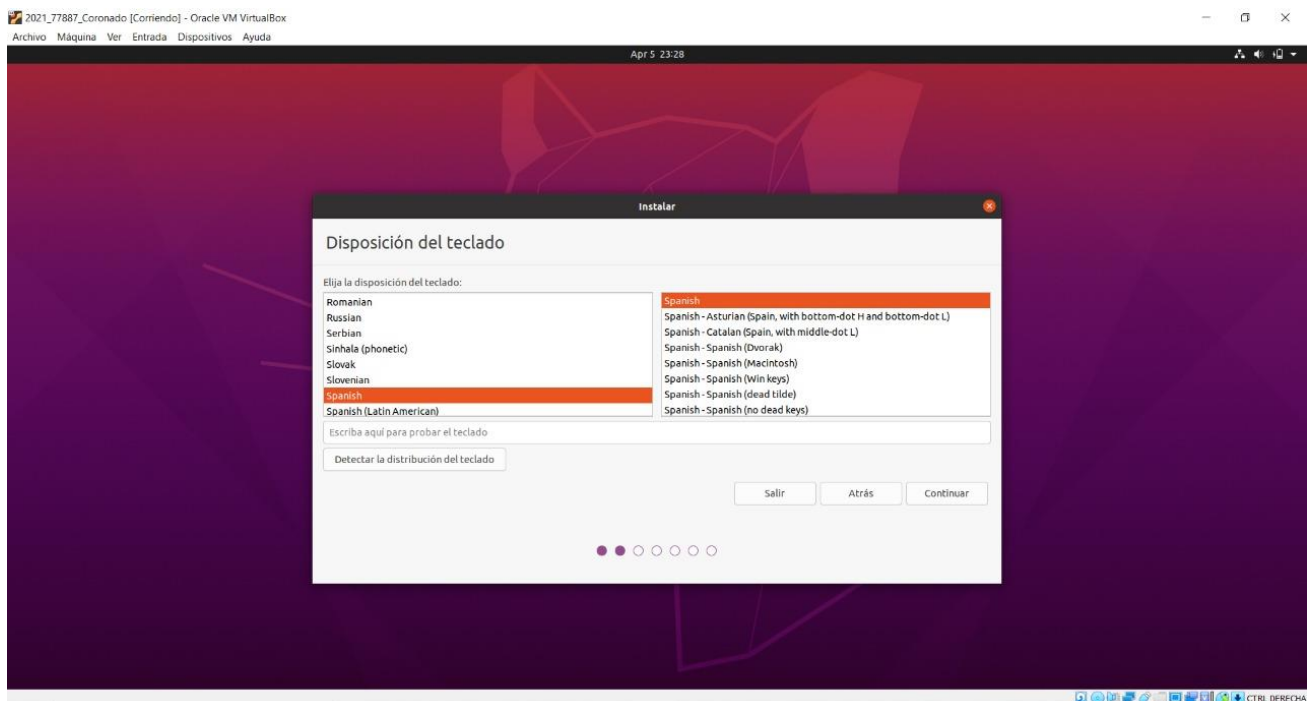 2021_77887_Coronado [Corriendo] - Oracle VM VirtualBox
Archivo Máquina Ver Entrada Dispositivos Ayuda
Apr 5 23:28
Instalar
Disposición del teclado
Elija la disposición del teclado:
Romanian
Russian
Serbian
Sinhala (phonetic)
Slovak
Slovenian
Spanish
Spanish (Latin American)
Spanish
Spanish - Asturian (Spain, with bottom-dot H and bottom-dot L)
Spanish - Catalan (Spain, with middle-dot L)
Spanish - Spanish (Dvorak)
Spanish - Spanish (Macintosh)
Spanish - Spanish (Win keys)
Spanish - Spanish (dead tilde)
Spanish - Spanish (no dead keys)
Escriba aquí para probar el teclado
Detectar la distribución del teclado
Salir Atrás Continuar
CTRL DERECHA